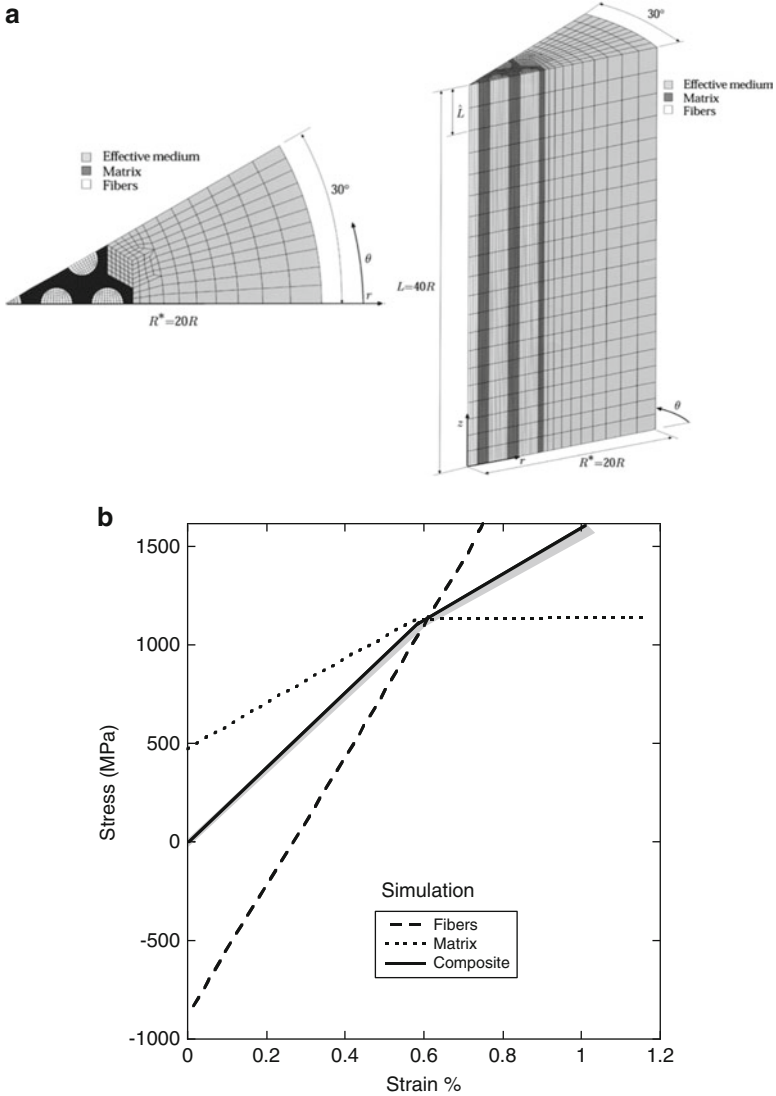 a
Effective medium
Matrix
Fibers
30°
θ
r
R*=20R
30°
Effective medium
Matrix
Fibers
L̂
L=40R
z
r
θ
R*=20R
b
1500
1000
500
0
-500
-1000
Stress (MPa)
Simulation
Fibers
Matrix
Composite
0
0.2
0.4
0.6
0.8
1
1.2
Strain %